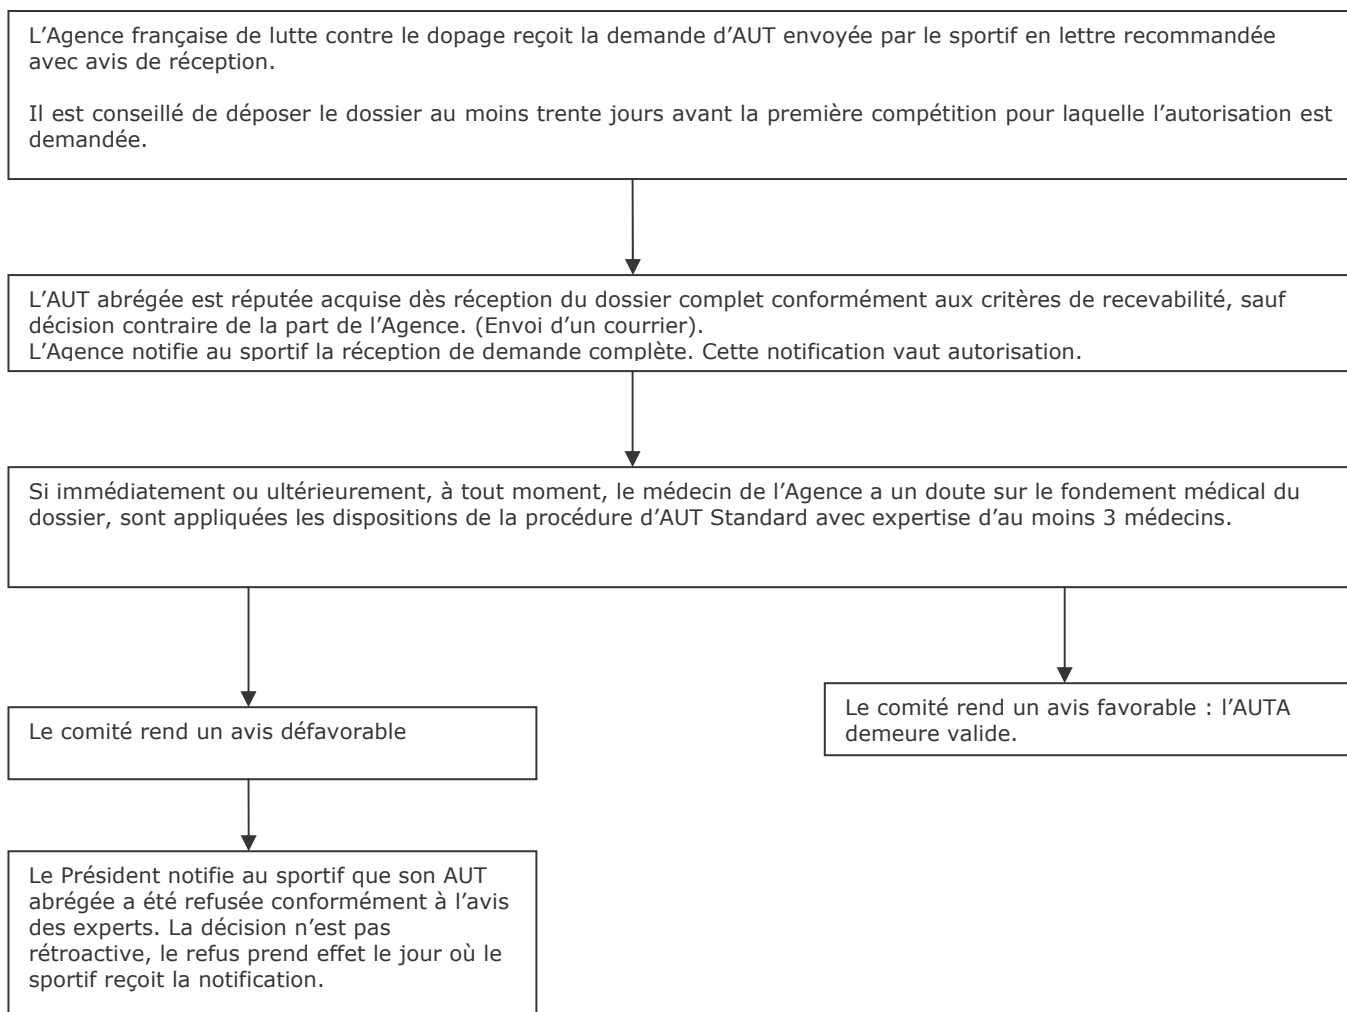 L’Agence française de lutte contre le dopage reçoit la demande d’AUT envoyée par le sportif en lettre recommandée
avec avis de réception.
Il est conseillé de déposer le dossier au moins trente jours avant la première compétition pour laquelle l’autorisation est
demandée.
L’AUT abrégée est réputée acquise dès réception du dossier complet conformément aux critères de recevabilité, sauf
décision contraire de la part de l’Agence. (Envoi d’un courrier).
L’Agence notifie au sportif la réception de demande complète. Cette notification vaut autorisation.
Si immédiatement ou ultérieurement, à tout moment, le médecin de l’Agence a un doute sur le fondement médical du
dossier, sont appliquées les dispositions de la procédure d’AUT Standard avec expertise d’au moins 3 médecins.
Le comité rend un avis défavorable
Le comité rend un avis favorable : l’AUTA
demeure valide.
Le Président notifie au sportif que son AUT
abrégée a été refusée conformément à l’avis
des experts. La décision n’est pas
rétroactive, le refus prend effet le jour où le
sportif reçoit la notification.